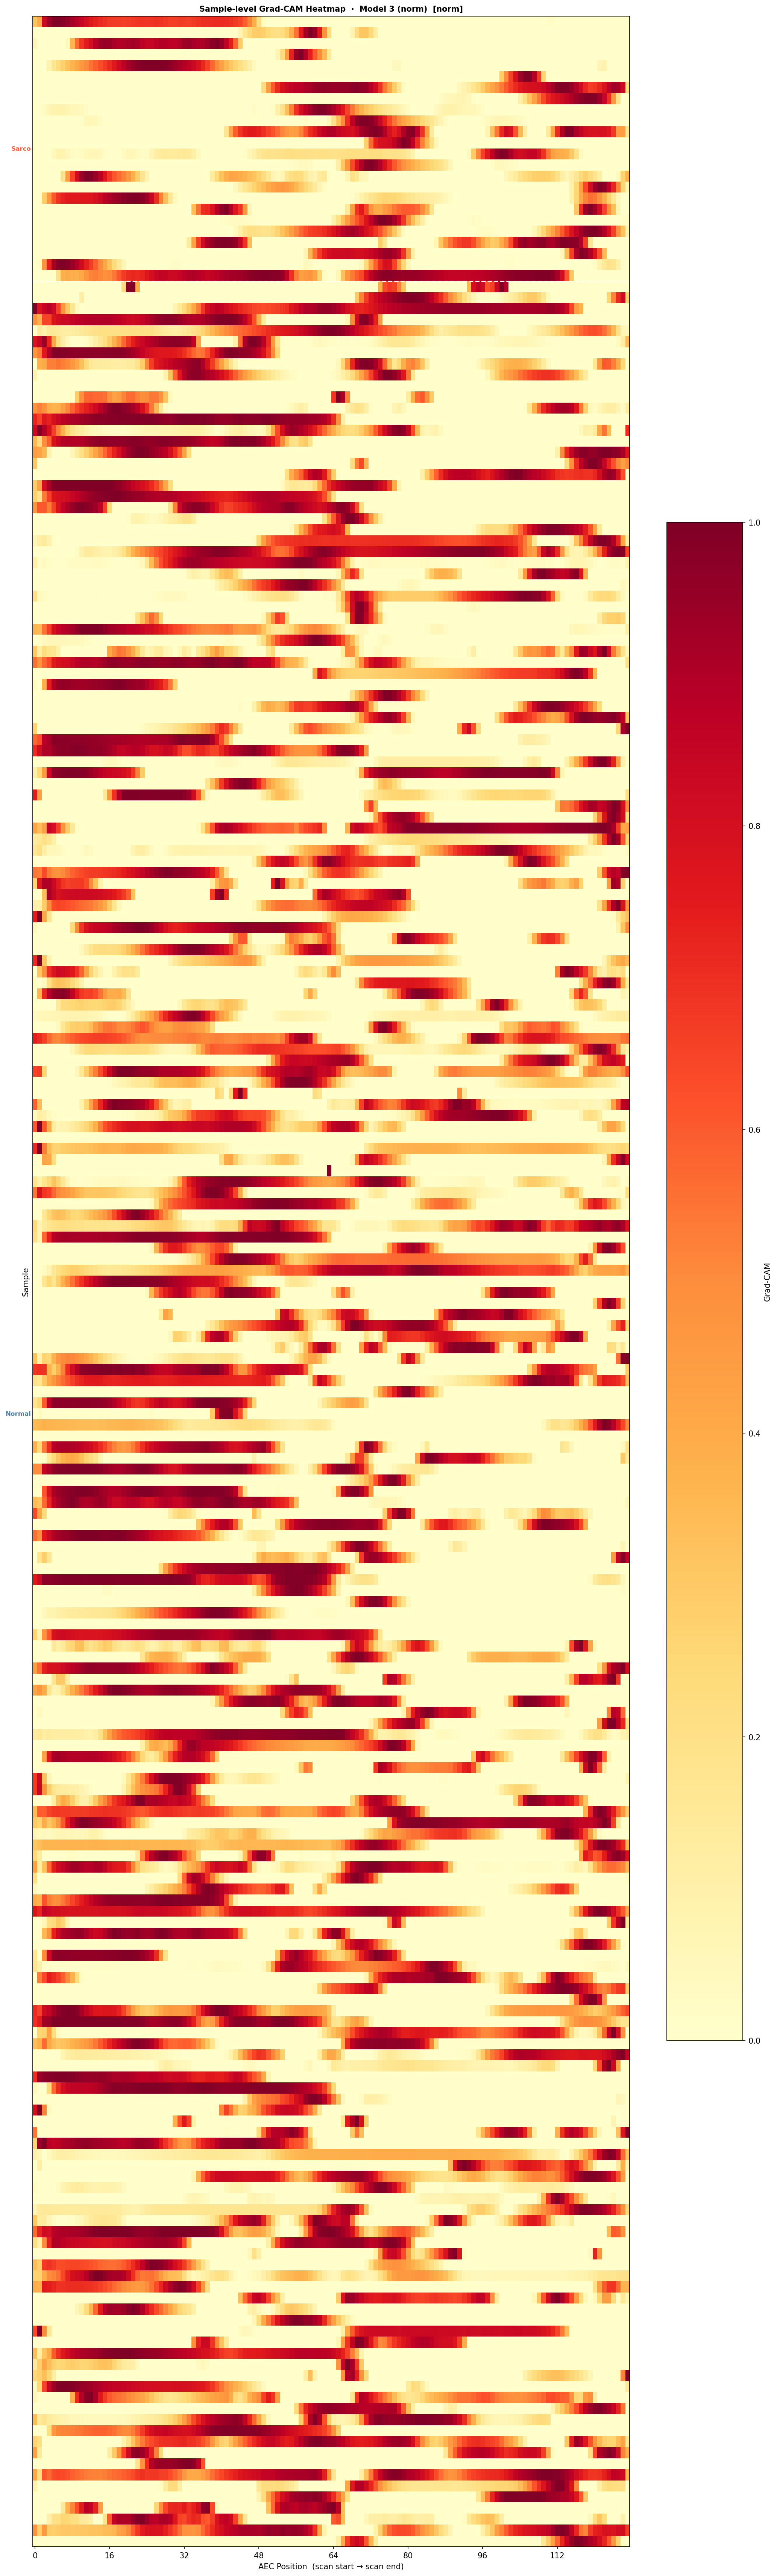 Sample-level Grad-CAM Heatmap · Model 3 (norm) [norm]
Sarco
Normal
Sample
0 16 32 48 64 80 96 112
AEC Position (scan start → scan end)
1.0
0.8
0.6
0.4
0.2
0.0
Grad-CAM